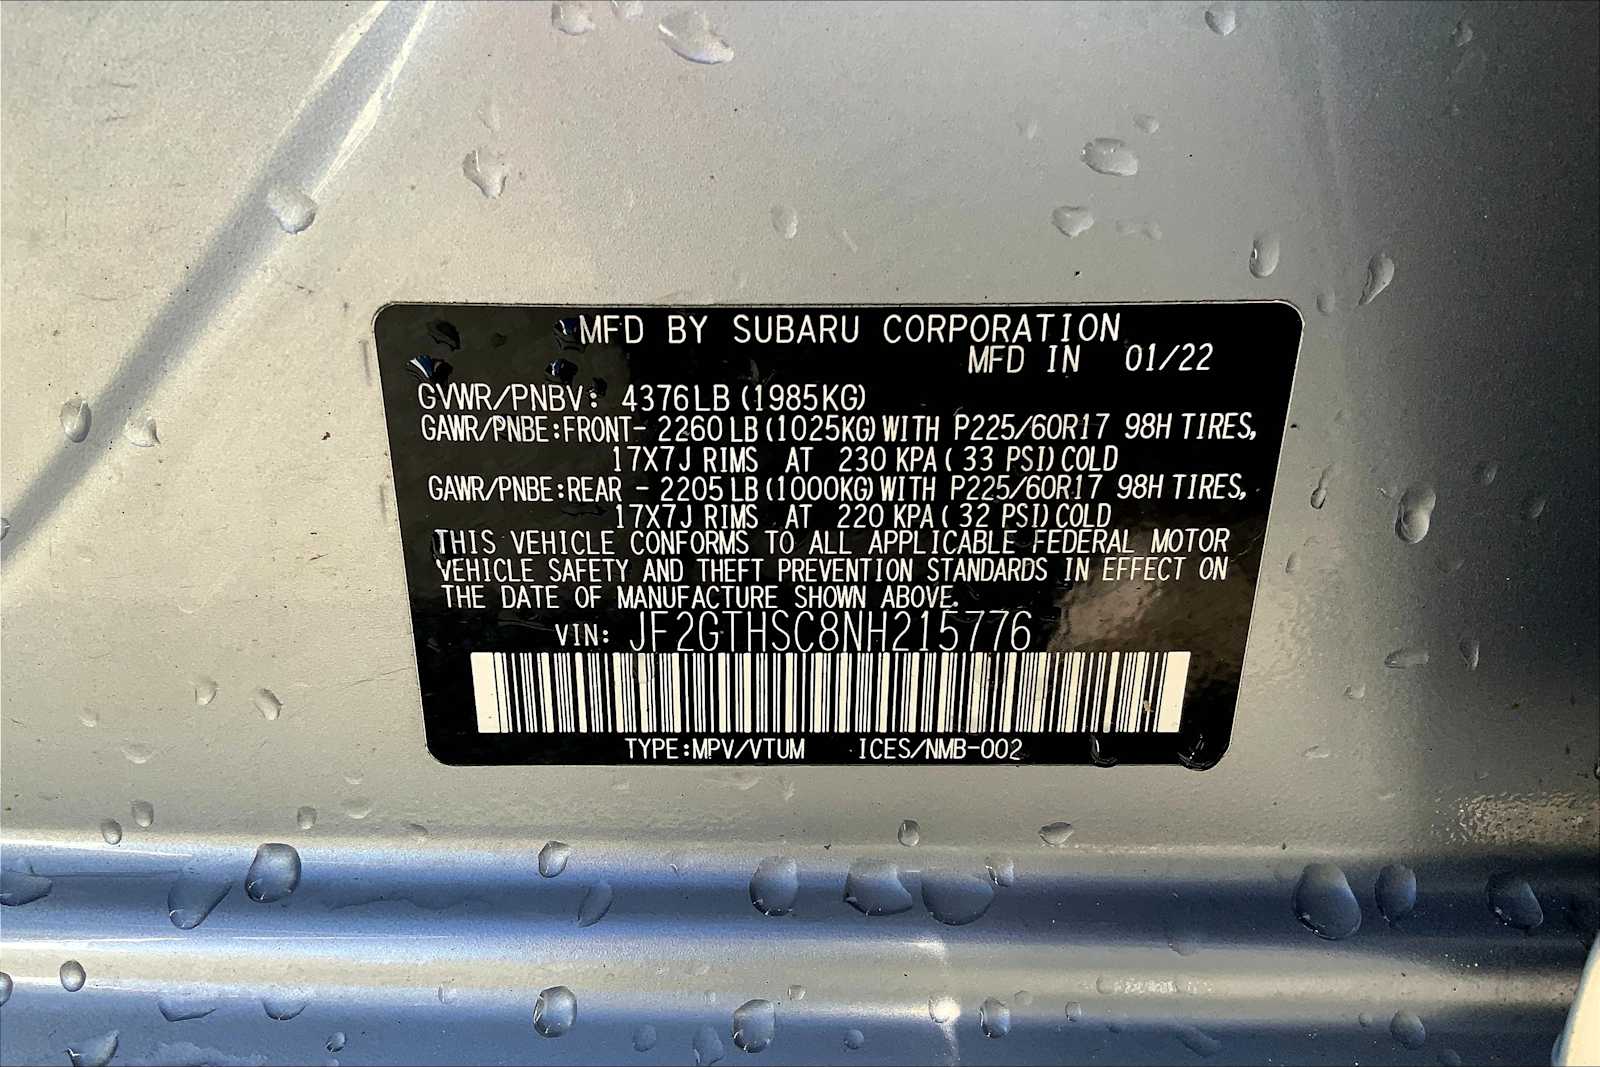 MFD BY SUBARU CORPORATION
MFD IN 01/22
GVWR/PNBV: 4376LB (1985KG)
GAWR/PNBE:FRONT- 2260 LB (1025KG) WITH P225/60R17 98H TIRES,
17X7J RIMS AT 230 KPA ( 33 PSI) COLD
GAWR/PNBE:REAR - 2205 LB (1000KG) WITH P225/60R17 98H TIRES,
17X7J RIMS AT 220 KPA ( 32 PSI) COLD
THIS VEHICLE CONFORMS TO ALL APPLICABLE FEDERAL MOTOR
VEHICLE SAFETY AND THEFT PREVENTION STANDARDS IN EFFECT ON
THE DATE OF MANUFACTURE SHOWN ABOVE.
VIN: JF2GTHSC8NH215776
TYPE:MPV/VTUM ICES/NMB-002